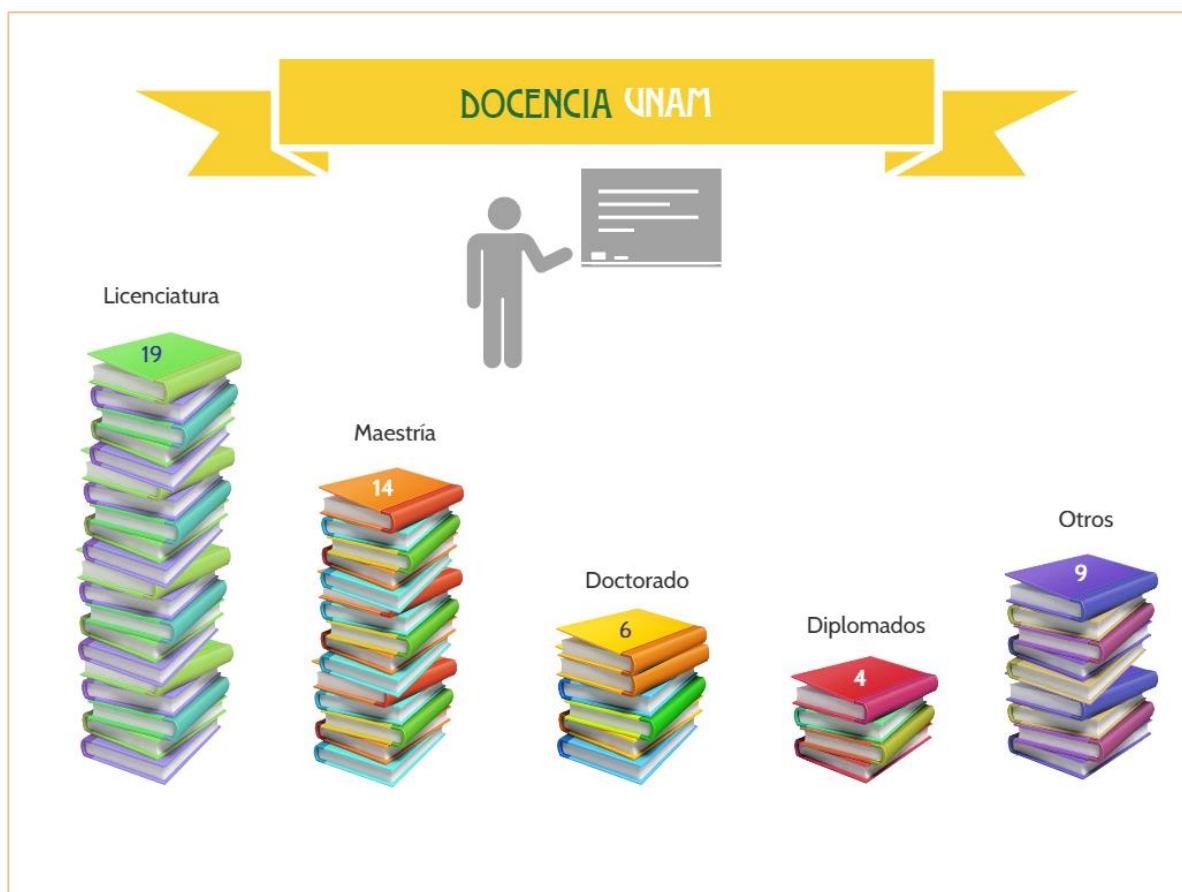 DOCENCIA UNAM
Licenciatura
19
Maestría
14
Doctorado
6
Diplomados
4
Otros
9